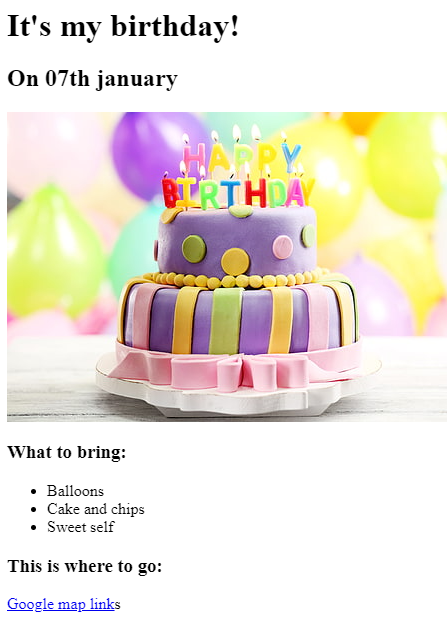 It's my birthday!
On 07th january
HAPPY
BIRTHDAY
What to bring:
Balloons
Cake and chips
Sweet self
This is where to go:
Google map links